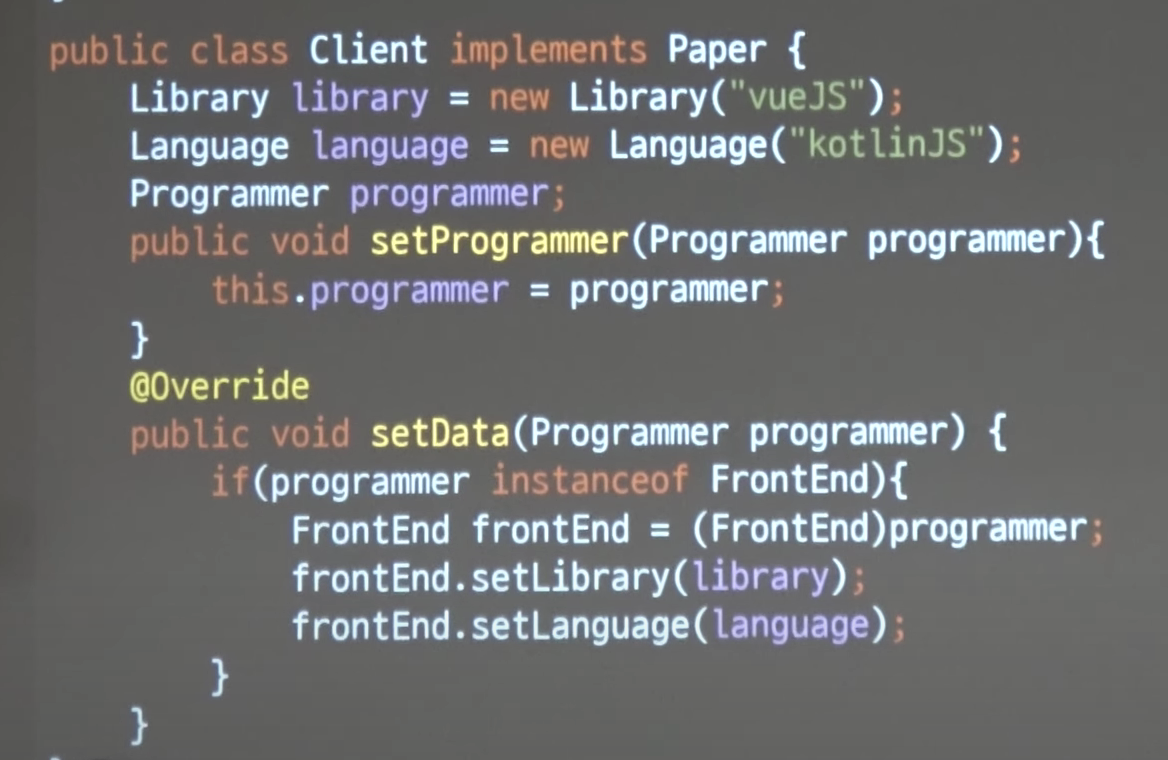 public class Client implements Paper {
    Library library = new Library("vueJS");
    Language language = new Language("kotlinJS");
    Programmer programmer;
    public void setProgrammer(Programmer programmer){
        this.programmer = programmer;
    }
    @Override
    public void setData(Programmer programmer) {
        if(programmer instanceof FrontEnd){
            FrontEnd frontEnd = (FrontEnd)programmer;
            frontEnd.setLibrary(library);
            frontEnd.setLanguage(language);
        }
    }